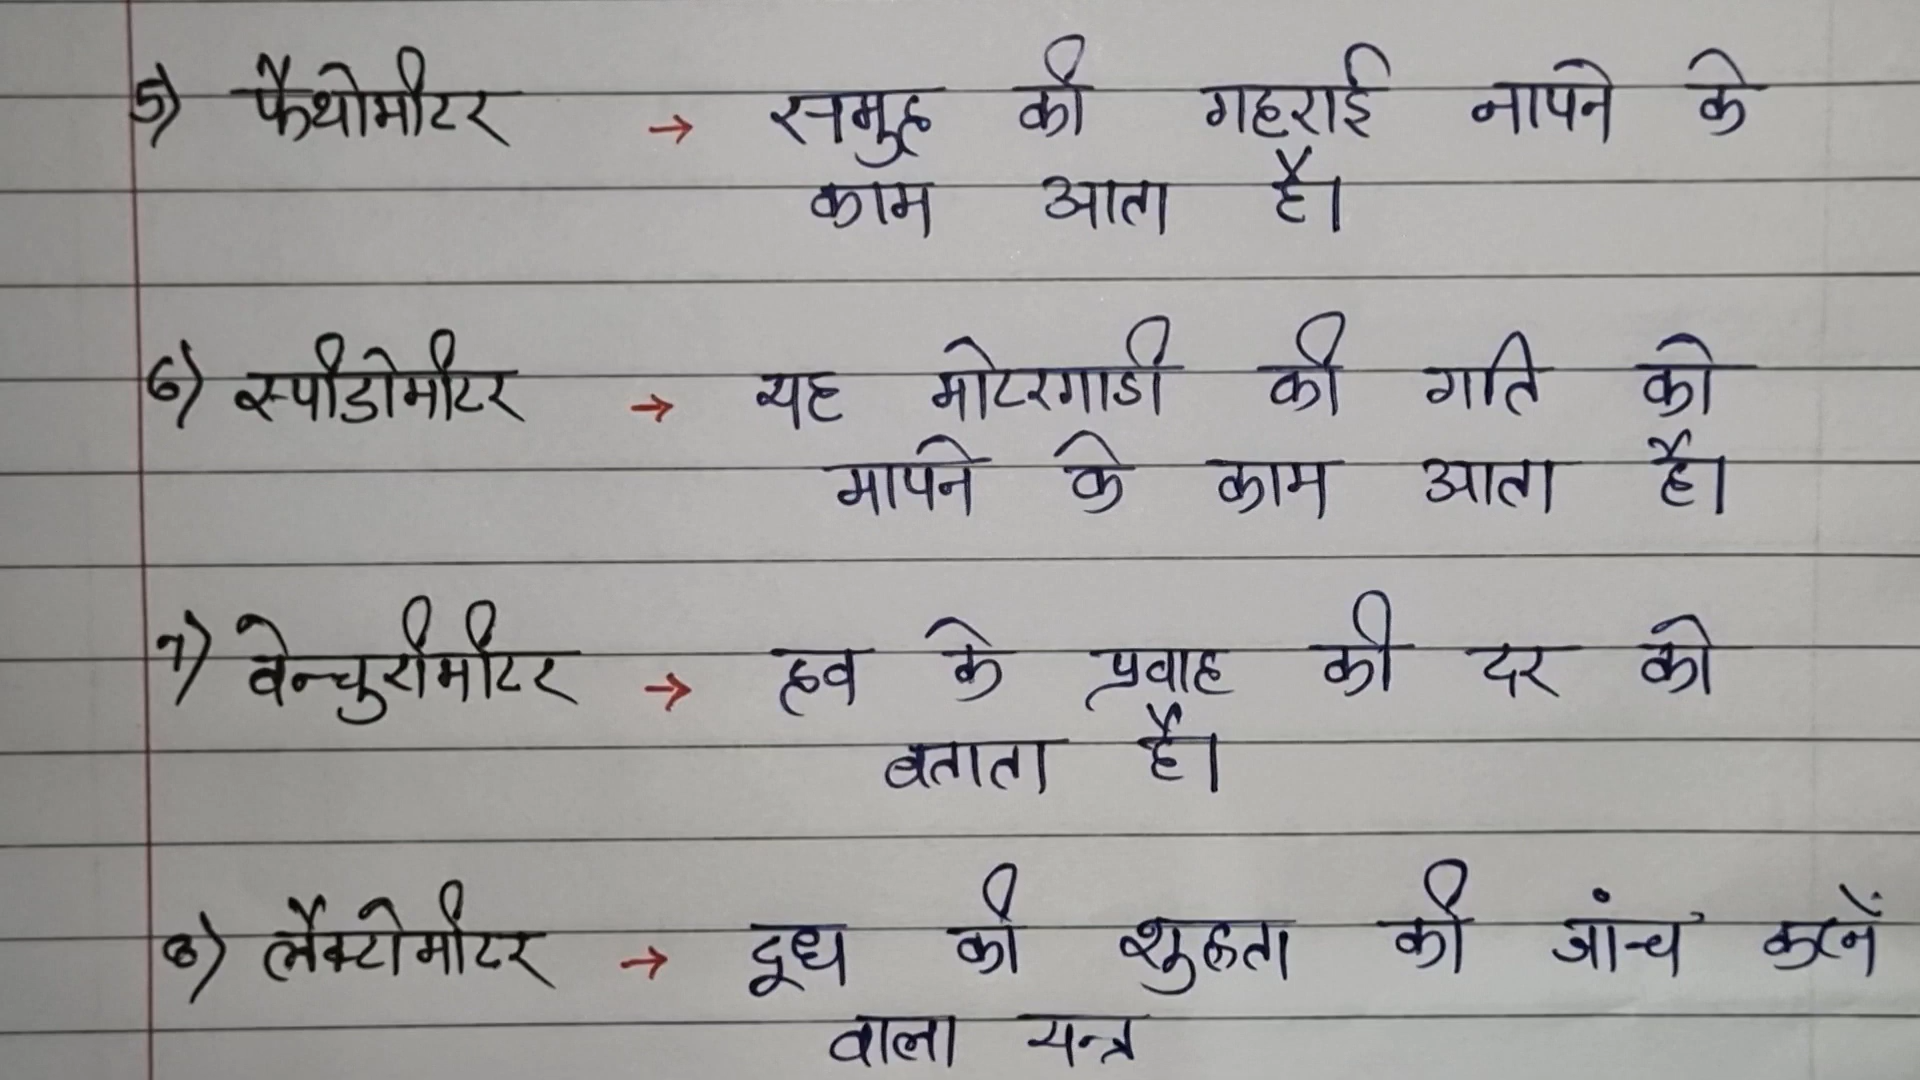 5) फैथोमीटर → समुद्र की गहराई नापने के
काम आता है।
6) स्पीडोमीटर → यह मोटरगाडी की गति को
मापने के काम आता है।
7) वेन्चुरीमीटर → द्रव के प्रवाह की दर को
बताता है।
8) लैक्टोमीटर → दूध की शुद्धता की जांच करनें
वाला यन्त्र